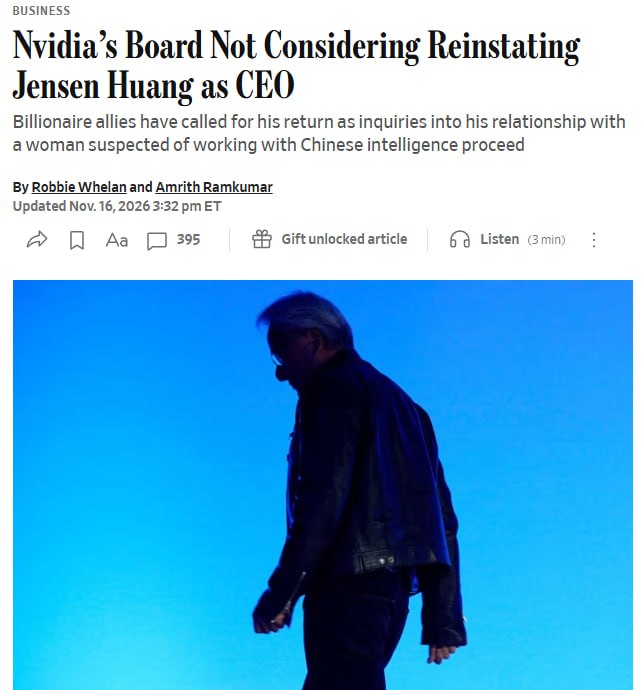 BUSINESS
Nvidia’s Board Not Considering Reinstating
Jensen Huang as CEO
Billionaire allies have called for his return as inquiries into his relationship with
a woman suspected of working with Chinese intelligence proceed
By Robbie Whelan and Amrith Ramkumar
Updated Nov. 16, 2026 3:32 pm ET
Aa 395 Gift unlocked article Listen (3 min)